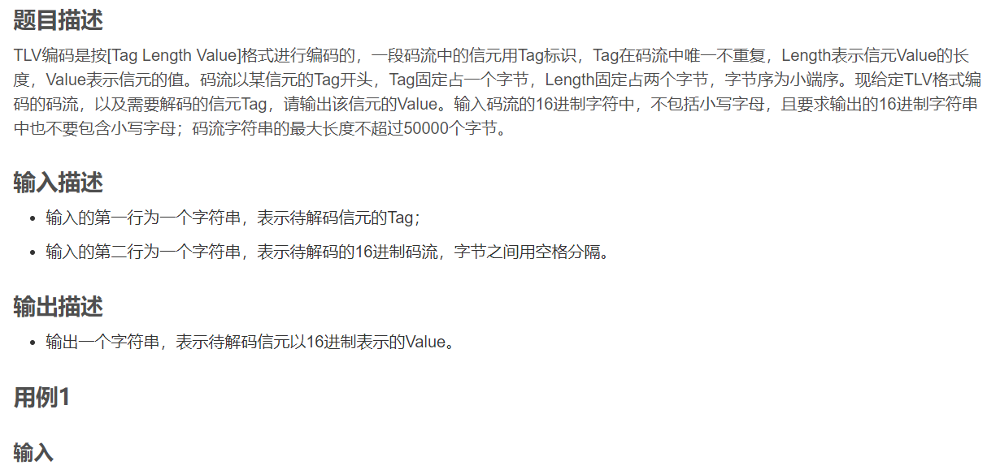 题目描述
TLV编码是按[Tag Length Value]格式进行编码的，一段码流中的信元用Tag标识，Tag在码流中唯一不重复，Length表示信元Value的长
度，Value表示信元的值。码流以某信元的Tag开头，Tag固定占一个字节，Length固定占两个字节，字节序为小端序。现给定TLV格式编
码的码流，以及需要解码的信元Tag，请输出该信元的Value。输入码流的16进制字符中，不包括小写字母，且要求输出的16进制字符串
中也不要包含小写字母；码流字符串的最大长度不超过50000个字节。
输入描述
• 输入的第一行为一个字符串，表示待解码信元的Tag；
• 输入的第二行为一个字符串，表示待解码的16进制码流，字节之间用空格分隔。
输出描述
• 输出一个字符串，表示待解码信元以16进制表示的Value。
用例1
输入